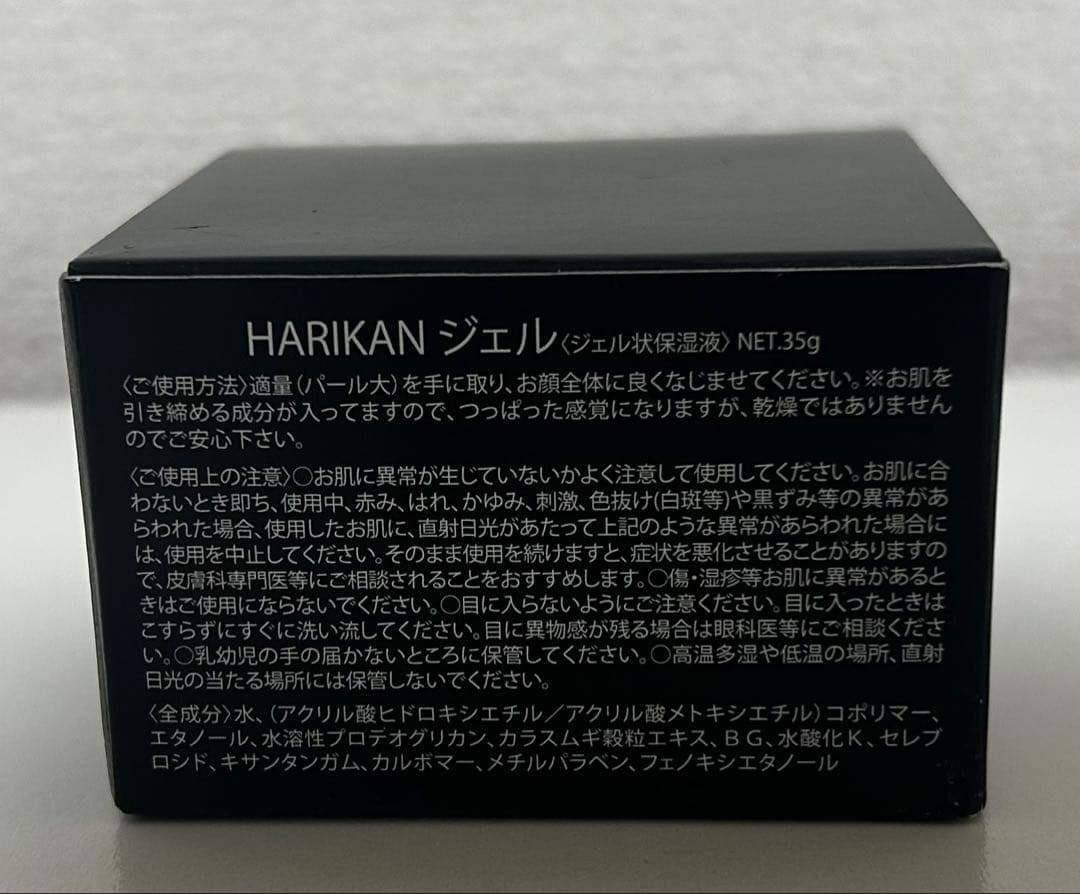 HARIKAN ジェル〈ジェル状保湿液〉NET.35g
〈ご使用方法〉適量(パール大)を手に取り、お顔全体に良くなじませてください。※お肌を
引き締める成分が入ってますので、つっぱった感覚になりますが、乾燥ではありません
のでご安心下さい。
〈ご使用上の注意〉○お肌に異常が生じていないかよく注意して使用してください。お肌に合
わないとき即ち、使用中、赤み、はれ、かゆみ、刺激、色抜け(白斑等)や黒ずみ等の異常があ
らわれた場合、使用したお肌に、直射日光があたって上記のような異常があらわれた場合に
は、使用を中止してください。そのまま使用を続けますと、症状を悪化させることがありますの
で、皮膚科専門医等にご相談されることをおすすめします。○傷・湿疹等お肌に異常があると
きはご使用にならないでください。○目に入らないようにご注意ください。目に入ったときは
こすらずにすぐに洗い流してください。目に異物感が残る場合は眼科医等にご相談くださ
い。○乳幼児の手の届かないところに保管してください。○高温多湿や低温の場所、直射
日光の当たる場所には保管しないでください。
〈全成分〉水、(アクリル酸ヒドロキシエチル／アクリル酸メトキシエチル)コポリマー、
エタノール、水溶性プロテオグリカン、カラスムギ穀粒エキス、ＢＧ、水酸化Ｋ、セレブ
ロシド、キサンタンガム、カルボマー、メチルパラベン、フェノキシエタノール